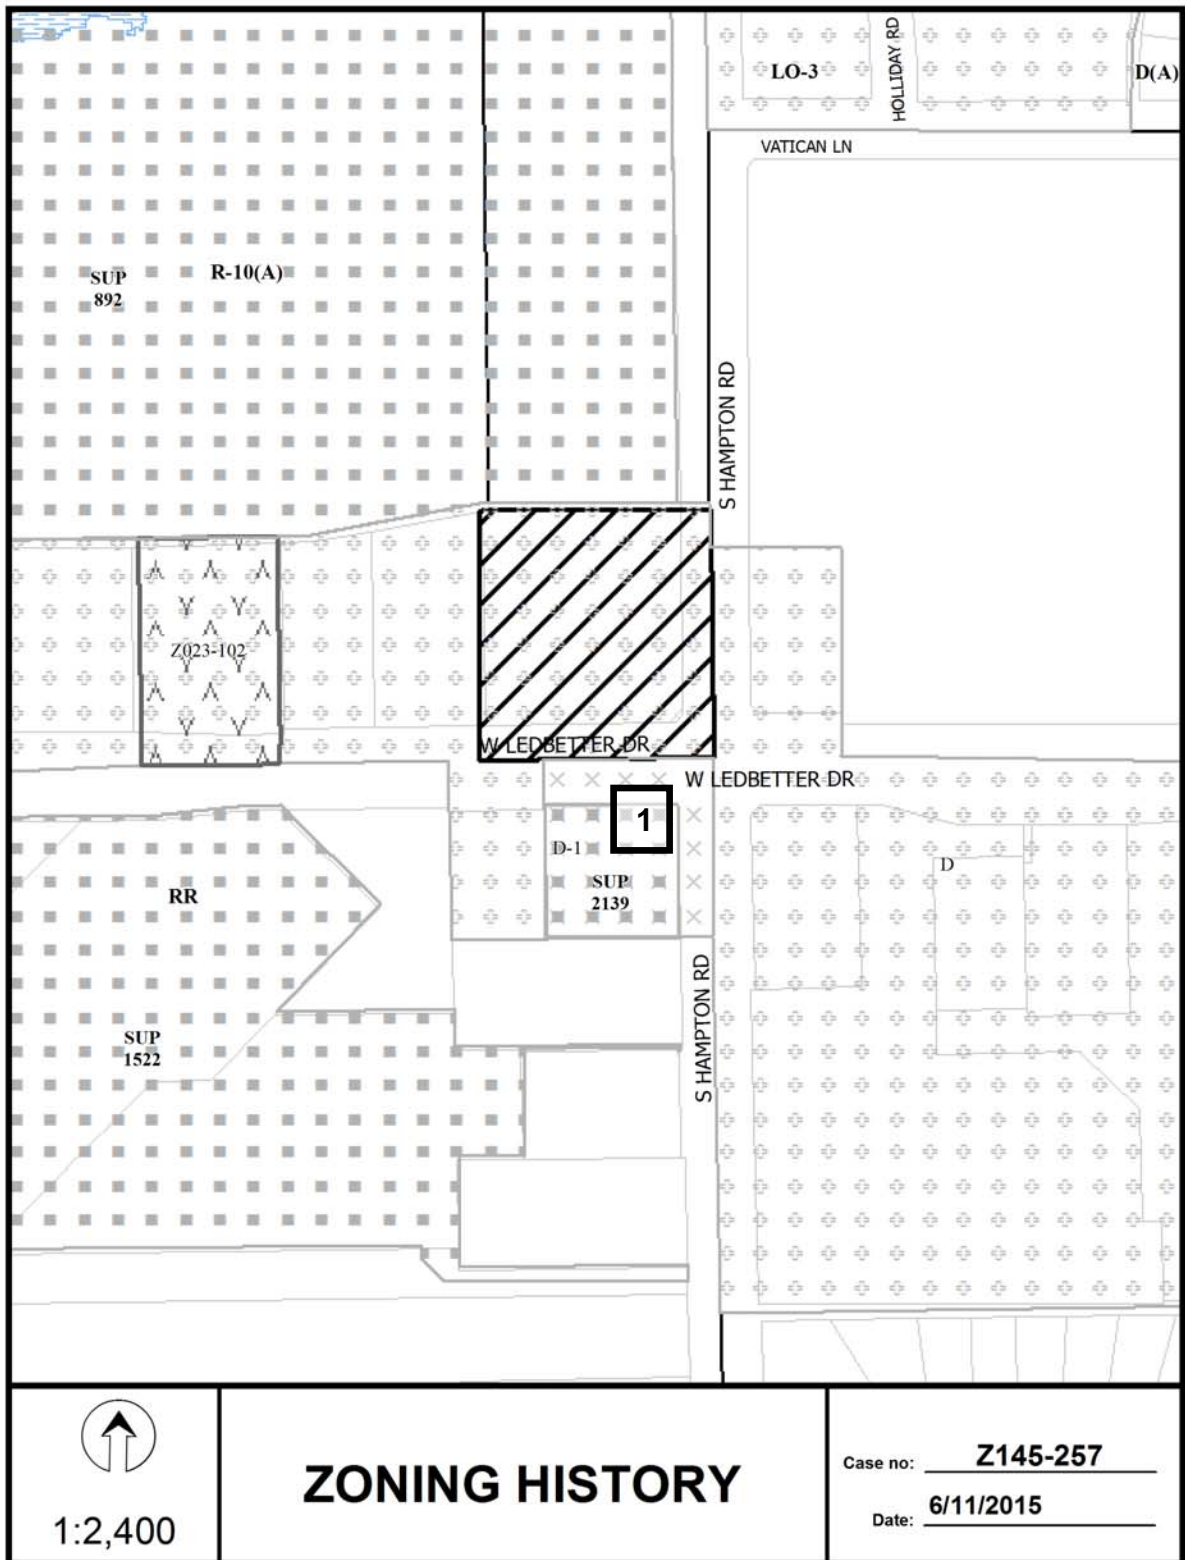 HOLLIDAY RD
LO-3
D(A)
VATICAN LN
SUP
892
R-10(A)
S HAMPTON RD
Z023-102
W LEDBETTER DR
W LEDBETTER DR
1
D-1
D
SUP
2139
RR
S HAMPTON RD
SUP
1522
1:2,400
ZONING HISTORY
Case no: Z145-257
Date: 6/11/2015